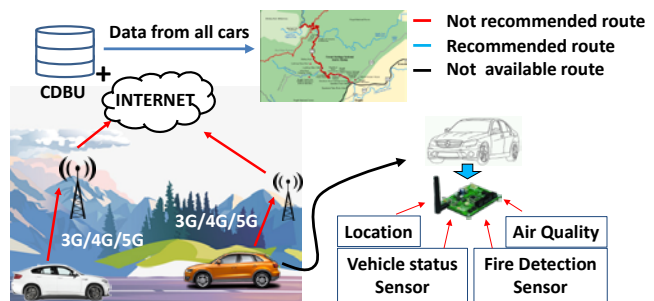 Data from all cars
Not recommended route
Recommended route
Not available route
CDBU
+
INTERNET
3G/4G/5G
3G/4G/5G
Location
Air Quality
Vehicle status
Sensor
Fire Detection
Sensor